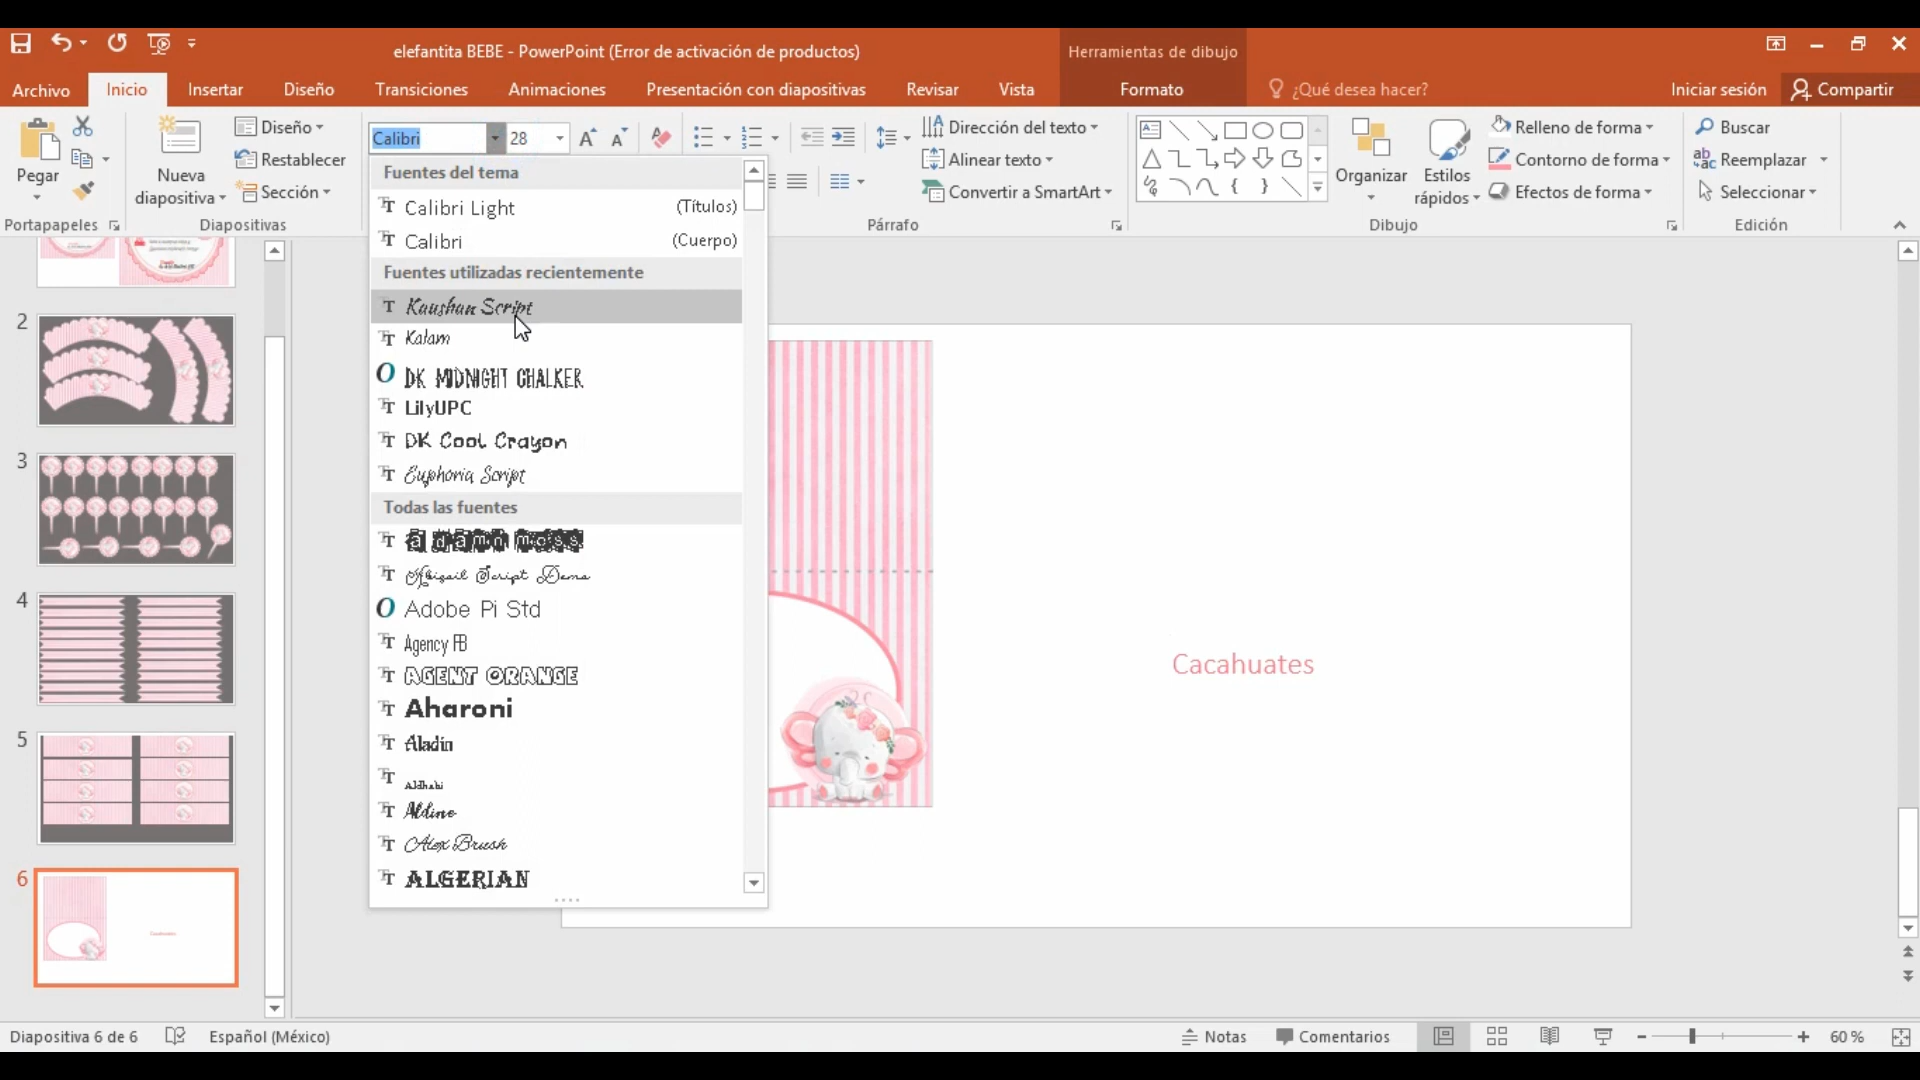 elefantita BEBE - PowerPoint (Error de activación de productos)
Herramientas de dibujo
Archivo
Inicio
Insertar
Diseño
Transiciones
Animaciones
Presentación con diapositivas
Revisar
Vista
Formato
¿Qué desea hacer?
Iniciar sesión
Compartir
Pegar
Portapapeles
Nueva
diapositiva
Diseño
Restablecer
Sección
Diapositivas
Calibri
28
Dirección del texto
Alinear texto
Convertir a SmartArt
Párrafo
Organizar
Estilos
rápidos
Relleno de forma
Contorno de forma
Efectos de forma
Dibujo
Buscar
Reemplazar
Seleccionar
Edición
Fuentes del tema
Calibri Light (Títulos)
Calibri (Cuerpo)
Fuentes utilizadas recientemente
Kaushan Script
Kalam
DK MIDNIGHT CHALKER
LilyUPC
DK Cool Crayon
Euphoria Script
Todas las fuentes
a dAmn mess
Abigail Script Demo
Adobe Pi Std
Agency FB
AGENT ORANGE
Aharoni
Aladin
Aldhabi
Aldine
Alex Brush
ALGERIAN
2
3
4
5
6
Cacahuates
Diapositiva 6 de 6
Español (México)
Notas
Comentarios
60 %